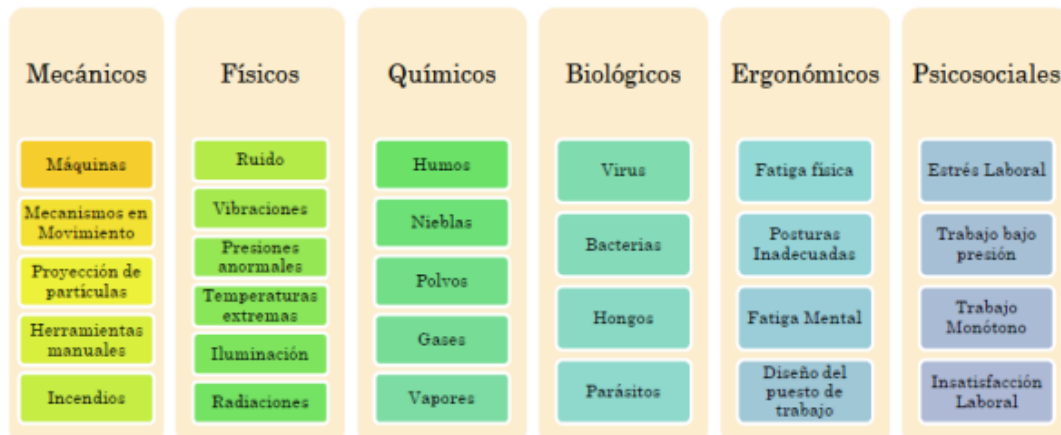 Mecánicos
Máquinas
Mecanismos en
Movimiento
Proyección de
partículas
Herramientas
manuales
Incendios
Físicos
Ruido
Vibraciones
Presiones
anormales
Temperaturas
extremas
Iluminación
Radiaciones
Químicos
Humos
Nieblas
Polvos
Gases
Vapores
Biológicos
Virus
Bacterias
Hongos
Parásitos
Ergonómicos
Fatiga física
Posturas
Inadecuadas
Fatiga Mental
Diseño del
puesto de
trabajo
Psicosociales
Estrés Laboral
Trabajo bajo
presión
Trabajo
Monótono
Insatisfacción
Laboral